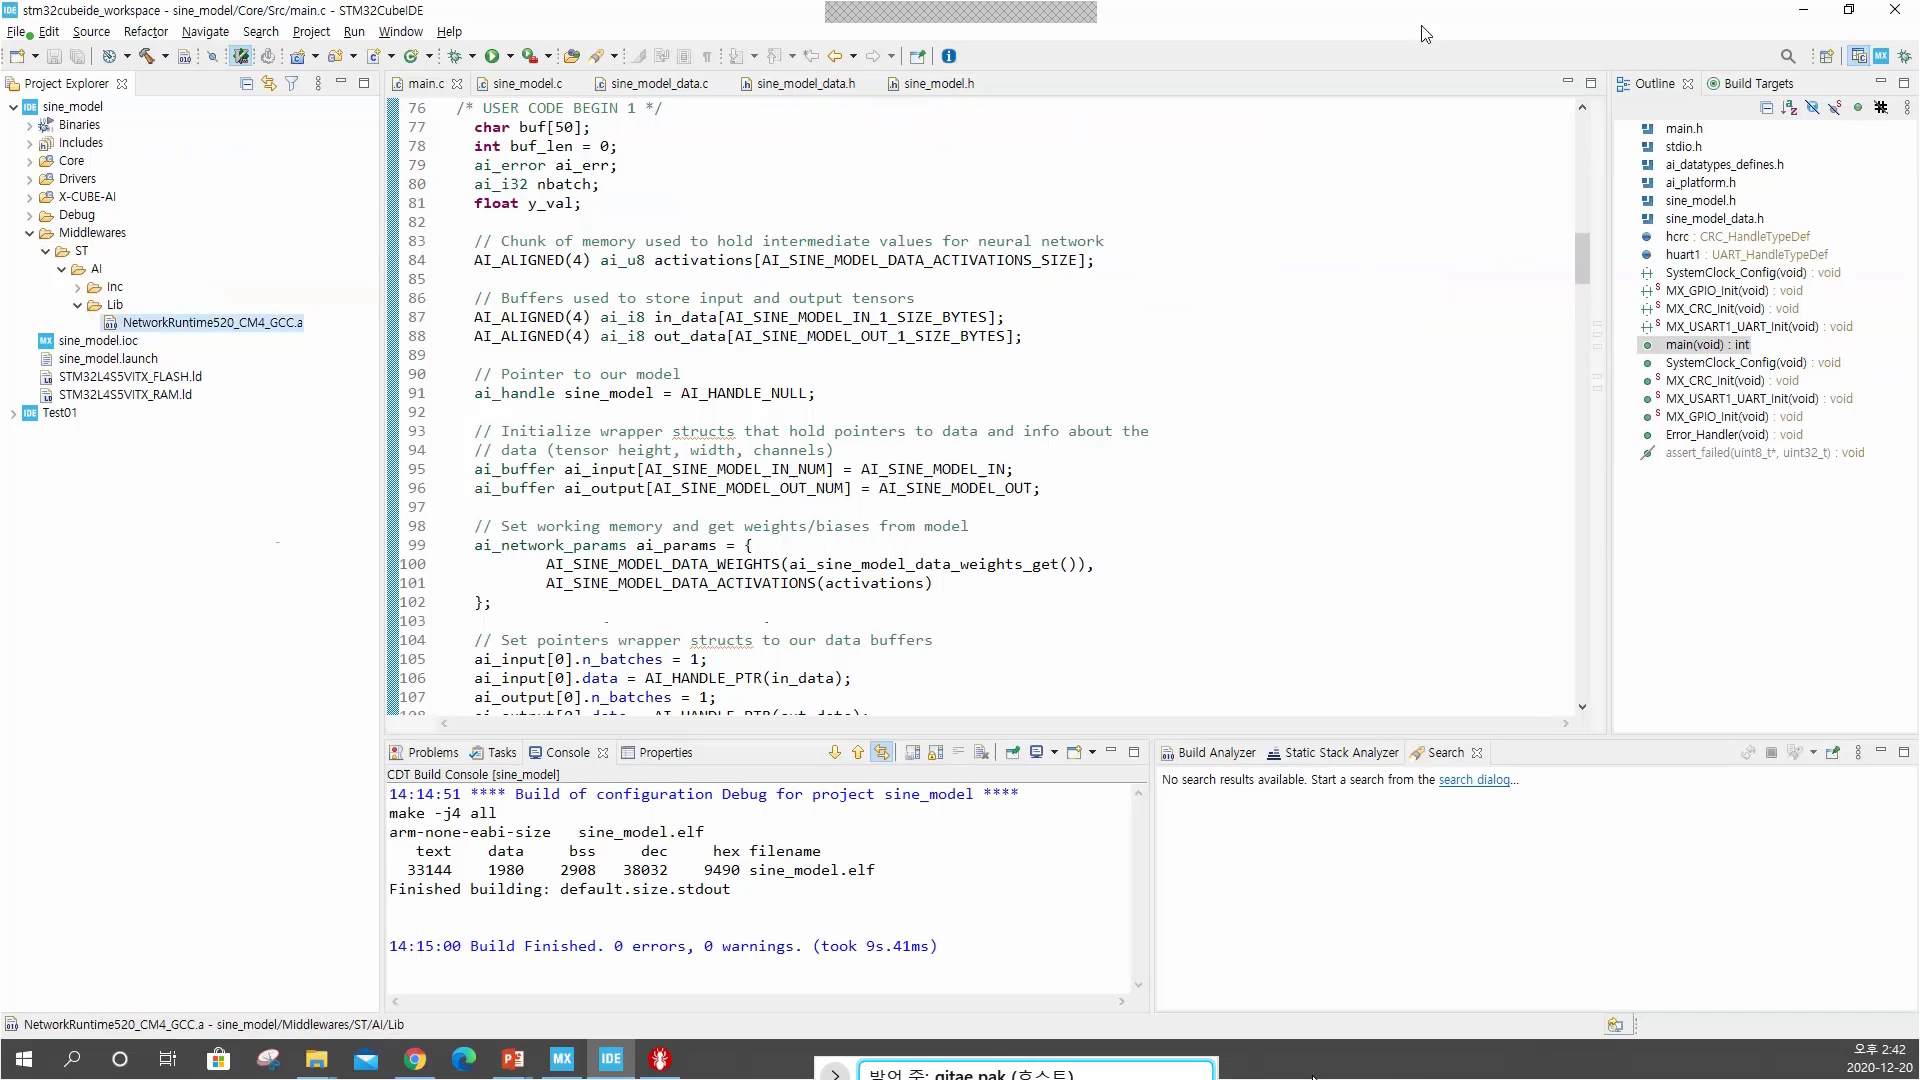 stm32cubeide_workspace - sine_model/Core/Src/main.c - STM32CubeIDE
File Edit Source Refactor Navigate Search Project Run Window Help
Project Explorer
sine_model
Binaries
Includes
Core
Drivers
X-CUBE-AI
Debug
Middlewares
ST
AI
Inc
Lib
NetworkRuntime520_CM4_GCC.a
sine_model.ioc
sine_model.launch
STM32L4S5VITX_FLASH.ld
STM32L4S5VITX_RAM.ld
Test01
main.c sine_model.c sine_model_data.c sine_model_data.h sine_model.h
76 /* USER CODE BEGIN 1 */
77 char buf[50];
78 int buf_len = 0;
79 ai_error ai_err;
80 ai_i32 nbatch;
81 float y_val;
82
83 // Chunk of memory used to hold intermediate values for neural network
84 AI_ALIGNED(4) ai_u8 activations[AI_SINE_MODEL_DATA_ACTIVATIONS_SIZE];
85
86 // Buffers used to store input and output tensors
87 AI_ALIGNED(4) ai_i8 in_data[AI_SINE_MODEL_IN_1_SIZE_BYTES];
88 AI_ALIGNED(4) ai_i8 out_data[AI_SINE_MODEL_OUT_1_SIZE_BYTES];
89
90 // Pointer to our model
91 ai_handle sine_model = AI_HANDLE_NULL;
92
93 // Initialize wrapper structs that hold pointers to data and info about the
94 // data (tensor height, width, channels)
95 ai_buffer ai_input[AI_SINE_MODEL_IN_NUM] = AI_SINE_MODEL_IN;
96 ai_buffer ai_output[AI_SINE_MODEL_OUT_NUM] = AI_SINE_MODEL_OUT;
97
98 // Set working memory and get weights/biases from model
99 ai_network_params ai_params = {
100 AI_SINE_MODEL_DATA_WEIGHTS(ai_sine_model_data_weights_get()),
101 AI_SINE_MODEL_DATA_ACTIVATIONS(activations)
102 };
103
104 // Set pointers wrapper structs to our data buffers
105 ai_input[0].n_batches = 1;
106 ai_input[0].data = AI_HANDLE_PTR(in_data);
107 ai_output[0].n_batches = 1;
108 ai_output[0].data = AI_HANDLE_PTR(out_data);
Outline Build Targets
main.h
stdio.h
ai_datatypes_defines.h
ai_platform.h
sine_model.h
sine_model_data.h
hcrc : CRC_HandleTypeDef
huart1 : UART_HandleTypeDef
SystemClock_Config(void) : void
MX_GPIO_Init(void) : void
MX_CRC_Init(void) : void
MX_USART1_UART_Init(void) : void
main(void) : int
SystemClock_Config(void) : void
MX_CRC_Init(void) : void
MX_USART1_UART_Init(void) : void
MX_GPIO_Init(void) : void
Error_Handler(void) : void
assert_failed(uint8_t*, uint32_t) : void
Problems Tasks Console Properties
CDT Build Console [sine_model]
14:14:51 **** Build of configuration Debug for project sine_model ****
make -j4 all
arm-none-eabi-size sine_model.elf
text data bss dec hex filename
33144 1980 2908 38032 9490 sine_model.elf
Finished building: default.size.stdout
14:15:00 Build Finished. 0 errors, 0 warnings. (took 9s.41ms)
Build Analyzer Static Stack Analyzer Search
No search results available. Start a search from the search dialog...
NetworkRuntime520_CM4_GCC.a - sine_model/Middlewares/ST/AI/Lib
발언 중: gitae pak (호스트)
오후 2:42
2020-12-20